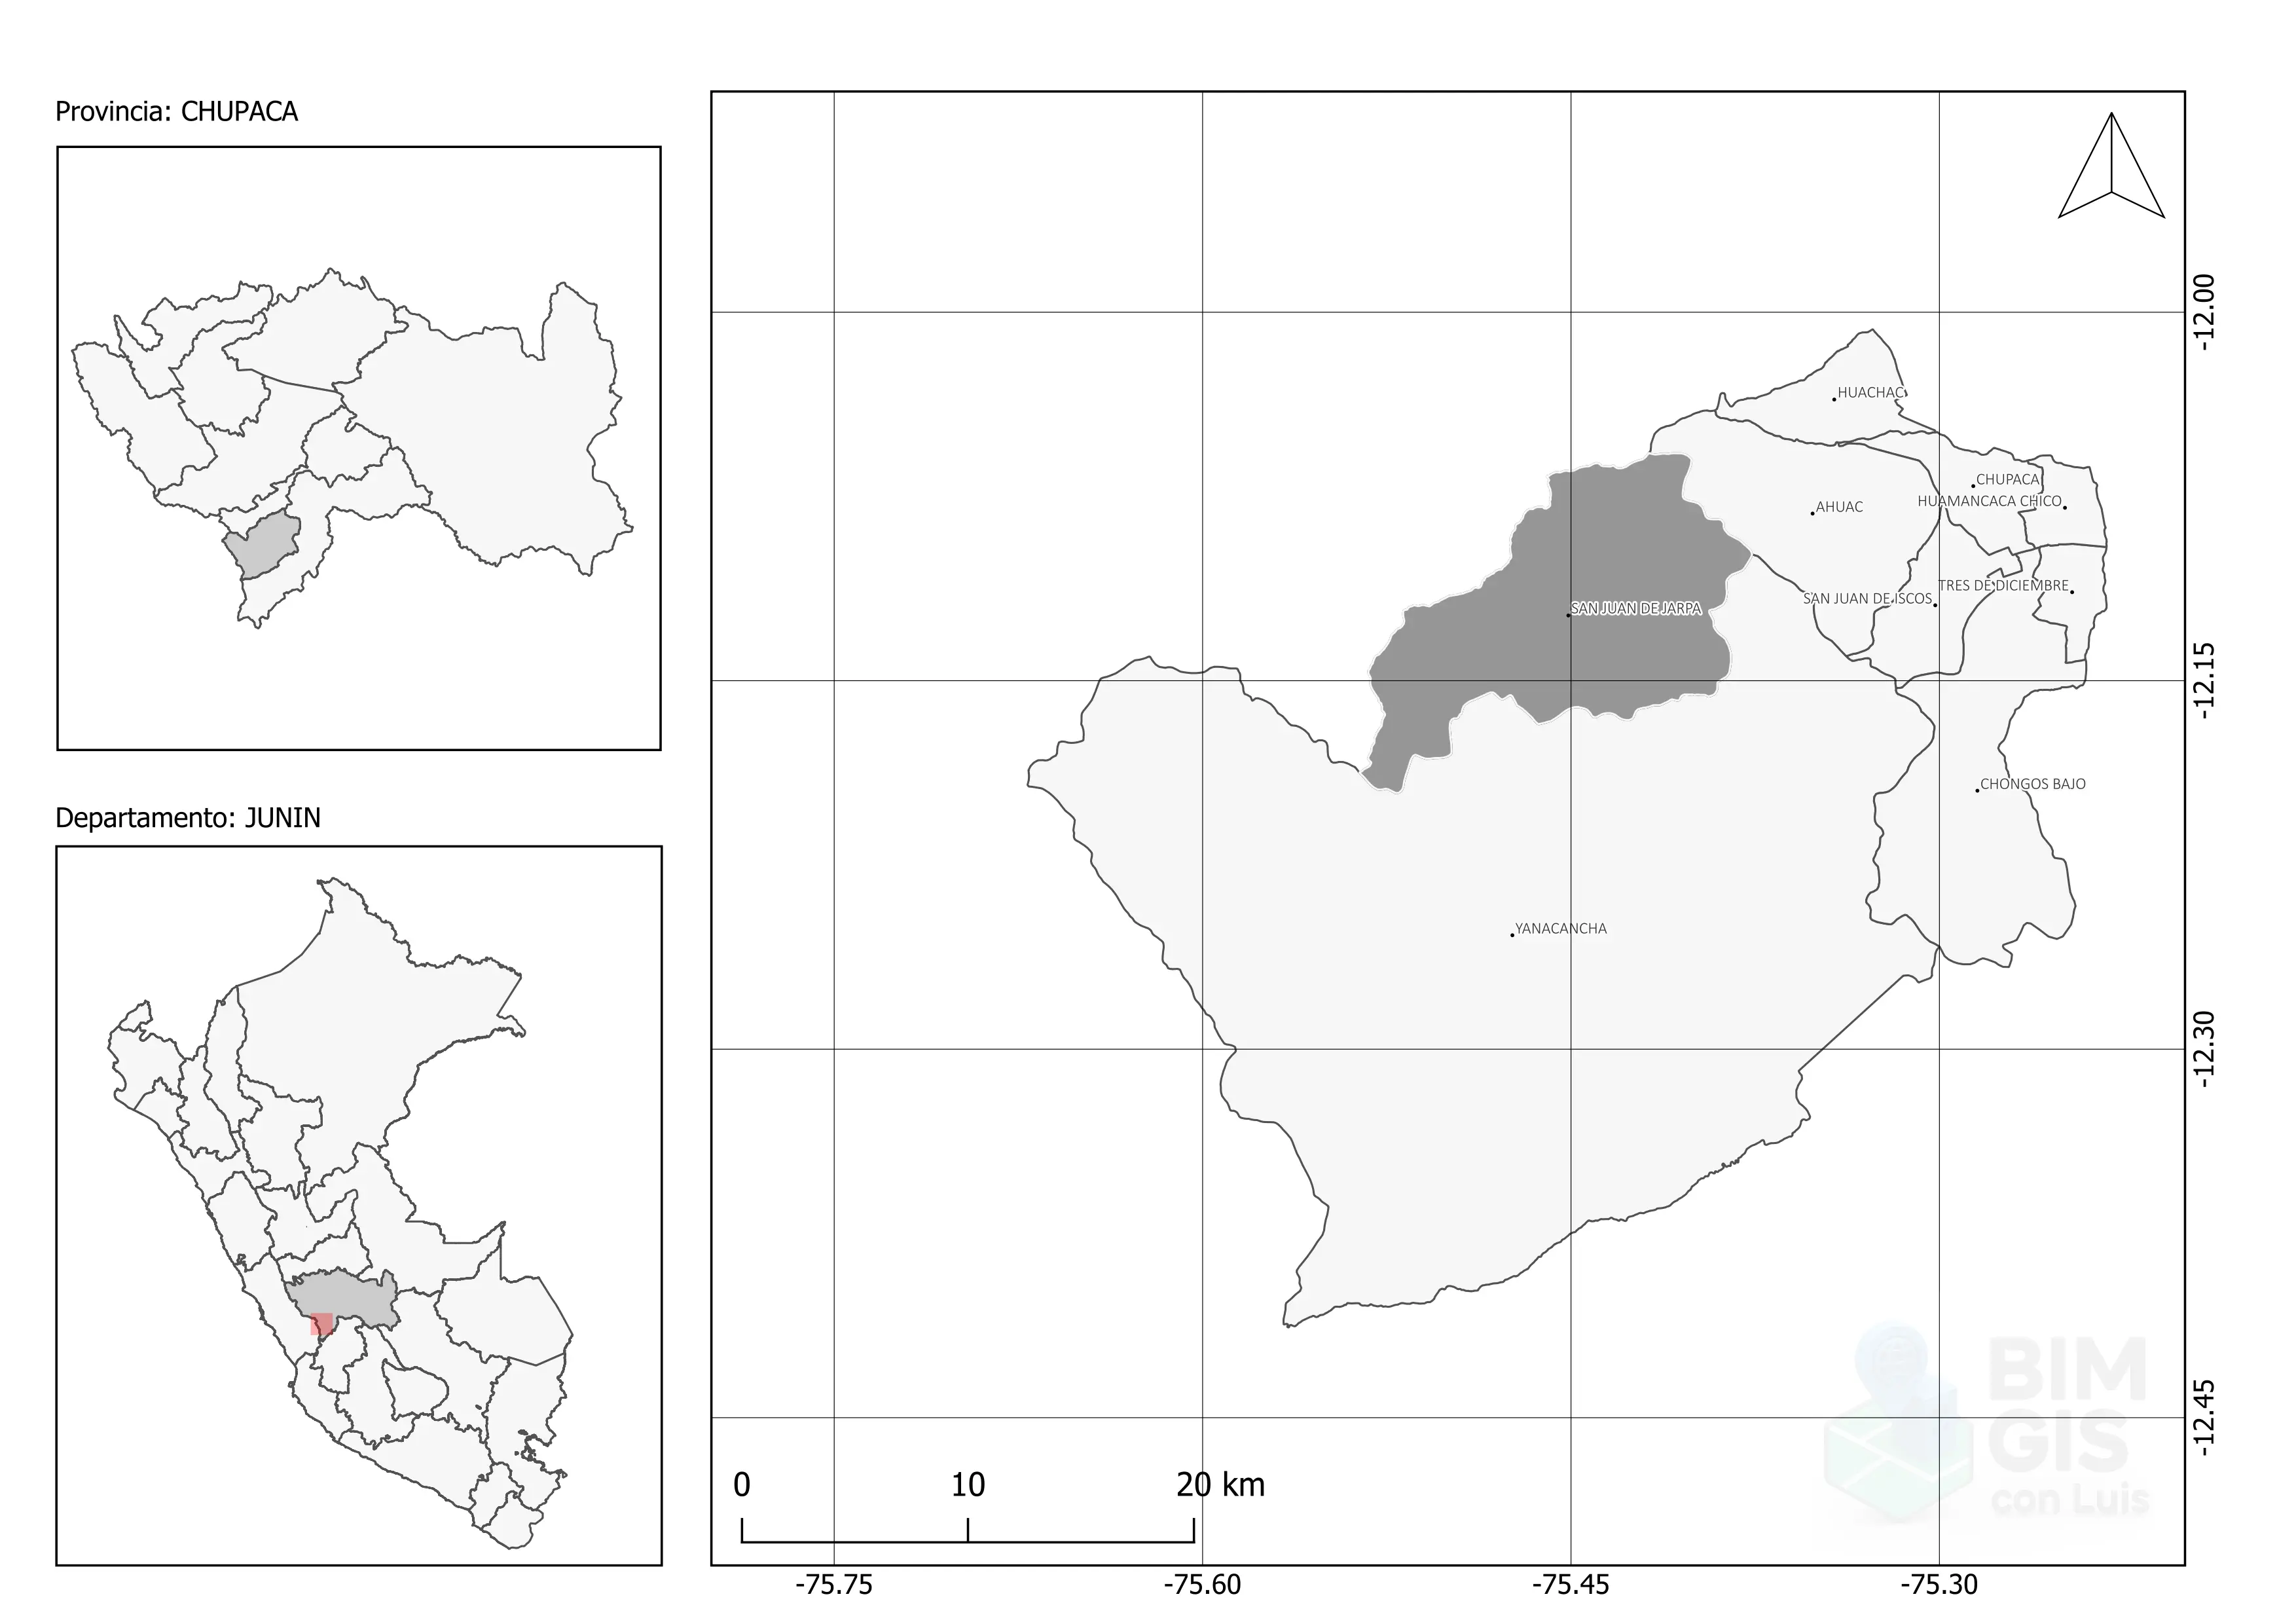 Provincia: CHUPACA
Departamento: JUNIN
HUACHAC
CHUPACA
HUAMANCACA CHICO
AHUAC
TRES DE DICIEMBRE
SAN JUAN DE ISCOS
SAN JUAN DE JARPA
CHONGOS BAJO
YANACANCHA
-12.00
-12.15
-12.30
-12.45
0 10 20 km
-75.75 -75.60 -75.45 -75.30
BIM
GIS
con Luis